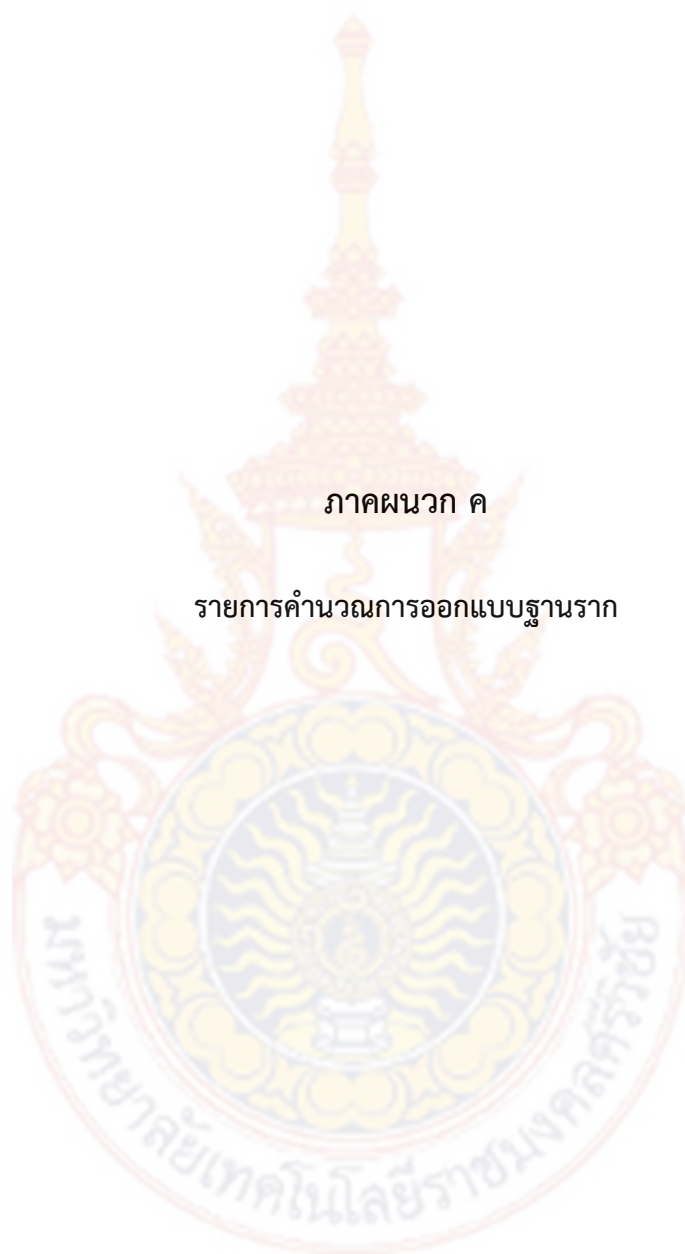 ภาคผนวก ค
รายการคำนวณการออกแบบฐานราก
มหาวิทยาลัยเทคโนโลยีราชมงคลศรีวิชัย